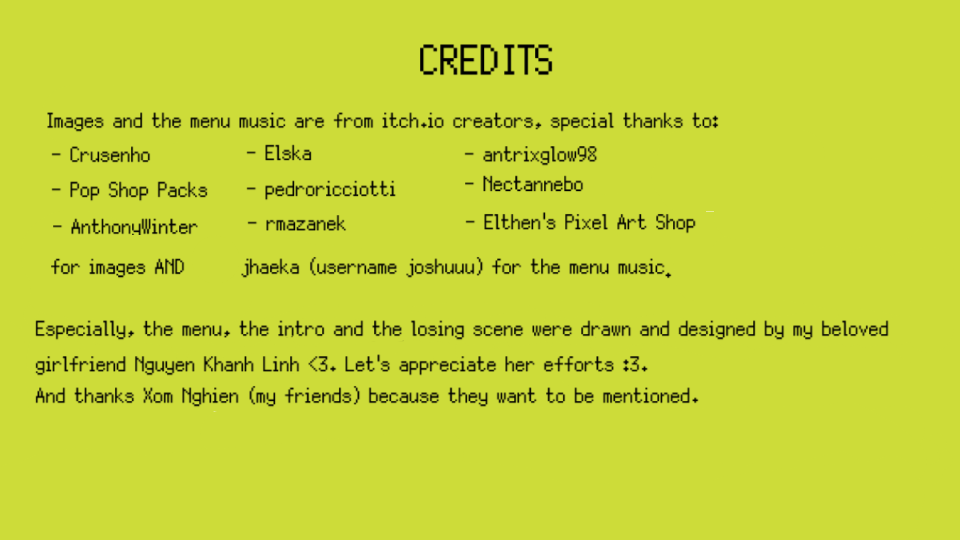 CREDITS
Images and the menu music are from itch.io creators, special thanks to:
- Crusenho - Elska - antrixglow98
- Pop Shop Packs - pedroricciotti - Nectannebo
- AnthonyWinter - rmazanek - Elthen's Pixel Art Shop
for images AND jhaeka (username joshuuu) for the menu music.
Especially, the menu, the intro and the losing scene were drawn and designed by my beloved
girlfriend Nguyen Khanh Linh <3. Let's appreciate her efforts :3.
And thanks Xom Nghien (my friends) because they want to be mentioned.